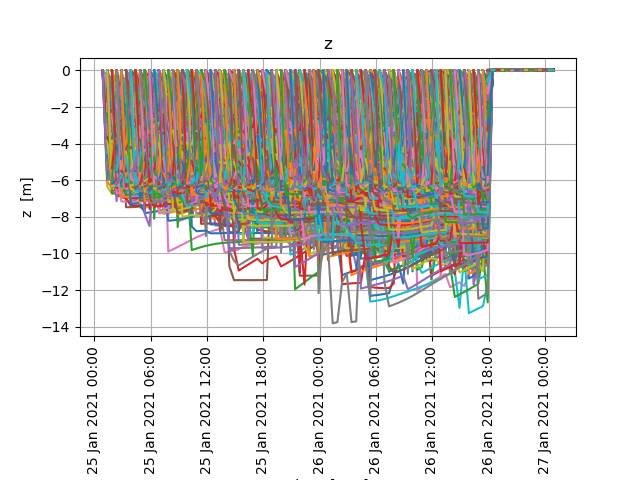 z
0
−2
−4
−6
−8
−10
−12
−14
z [m]
25 Jan 2021 00:00
25 Jan 2021 06:00
25 Jan 2021 12:00
25 Jan 2021 18:00
26 Jan 2021 00:00
26 Jan 2021 06:00
26 Jan 2021 12:00
26 Jan 2021 18:00
27 Jan 2021 00:00